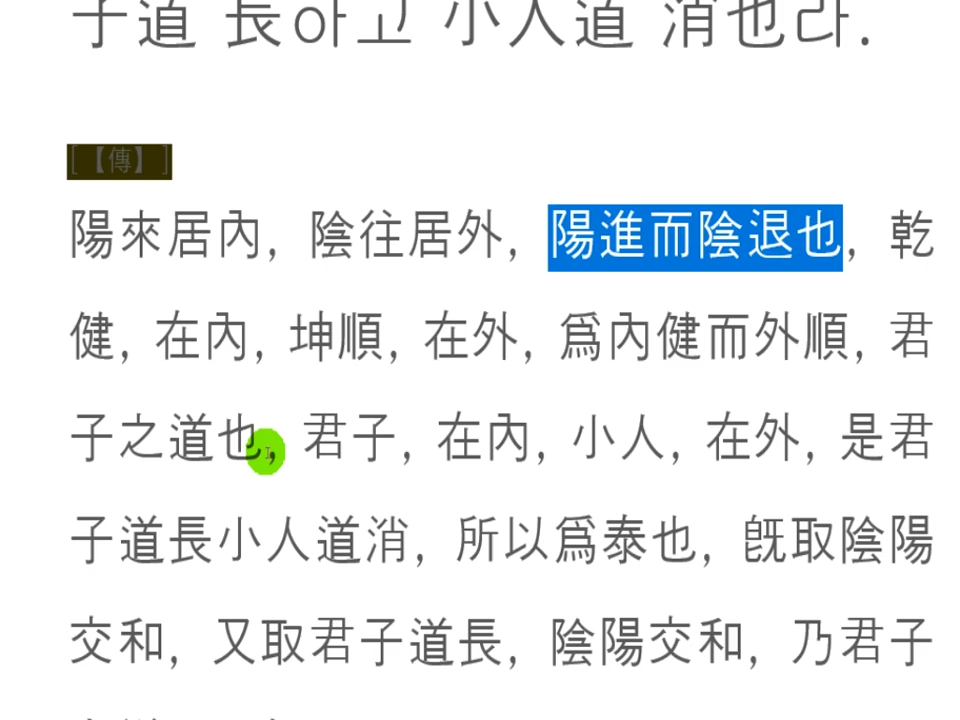 子道 長하고 小人道 消也라.
[【傳】]
陽來居內, 陰往居外, 陽進而陰退也, 乾
健, 在內, 坤順, 在外, 爲內健而外順, 君
子之道也, 君子, 在內, 小人, 在外, 是君
子道長小人道消, 所以爲泰也, 旣取陰陽
交和, 又取君子道長, 陰陽交和, 乃君子